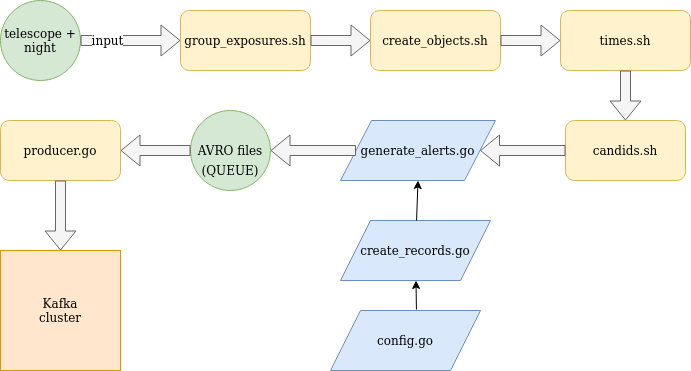 telescope +
night
input
group_exposures.sh
create_objects.sh
times.sh
producer.go
AVRO files
(QUEUE)
generate_alerts.go
candids.sh
create_records.go
Kafka
cluster
config.go